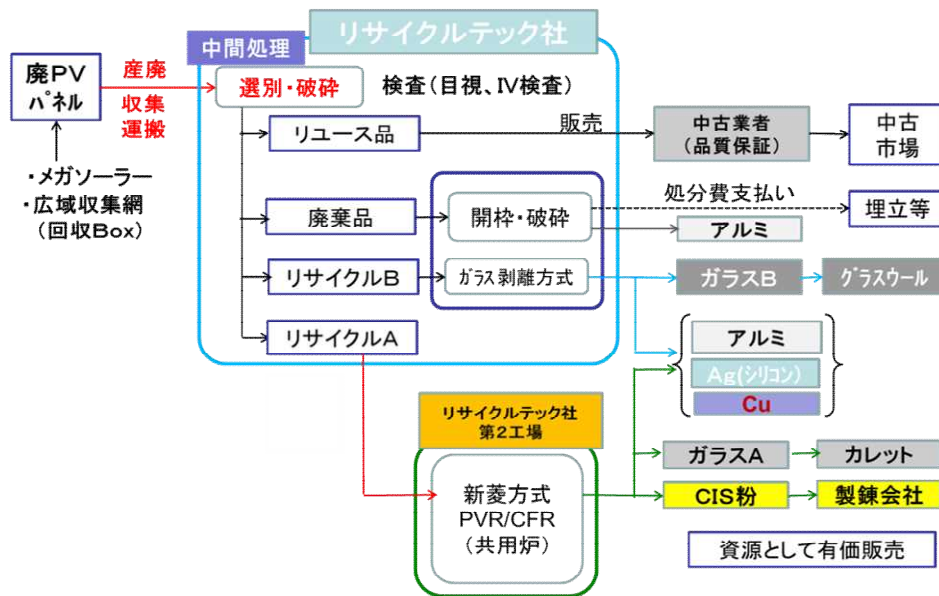 リサイクルテック社
中間処理
廃PV
パネル
産廃
収集
運搬
選別・破砕
検査(目視、IV検査)
・メガソーラー
・広域収集網
(回収Box)
リユース品
販売
中古業者
(品質保証)
中古
市場
廃棄品
開枠・破砕
処分費支払い
埋立等
アルミ
リサイクルB
ガラス剥離方式
ガラスB
グラスウール
リサイクルA
アルミ
Ag(シリコン)
Cu
リサイクルテック社
第2工場
新菱方式
PVR/CFR
(共用炉)
ガラスA
カレット
CIS粉
製錬会社
資源として有価販売